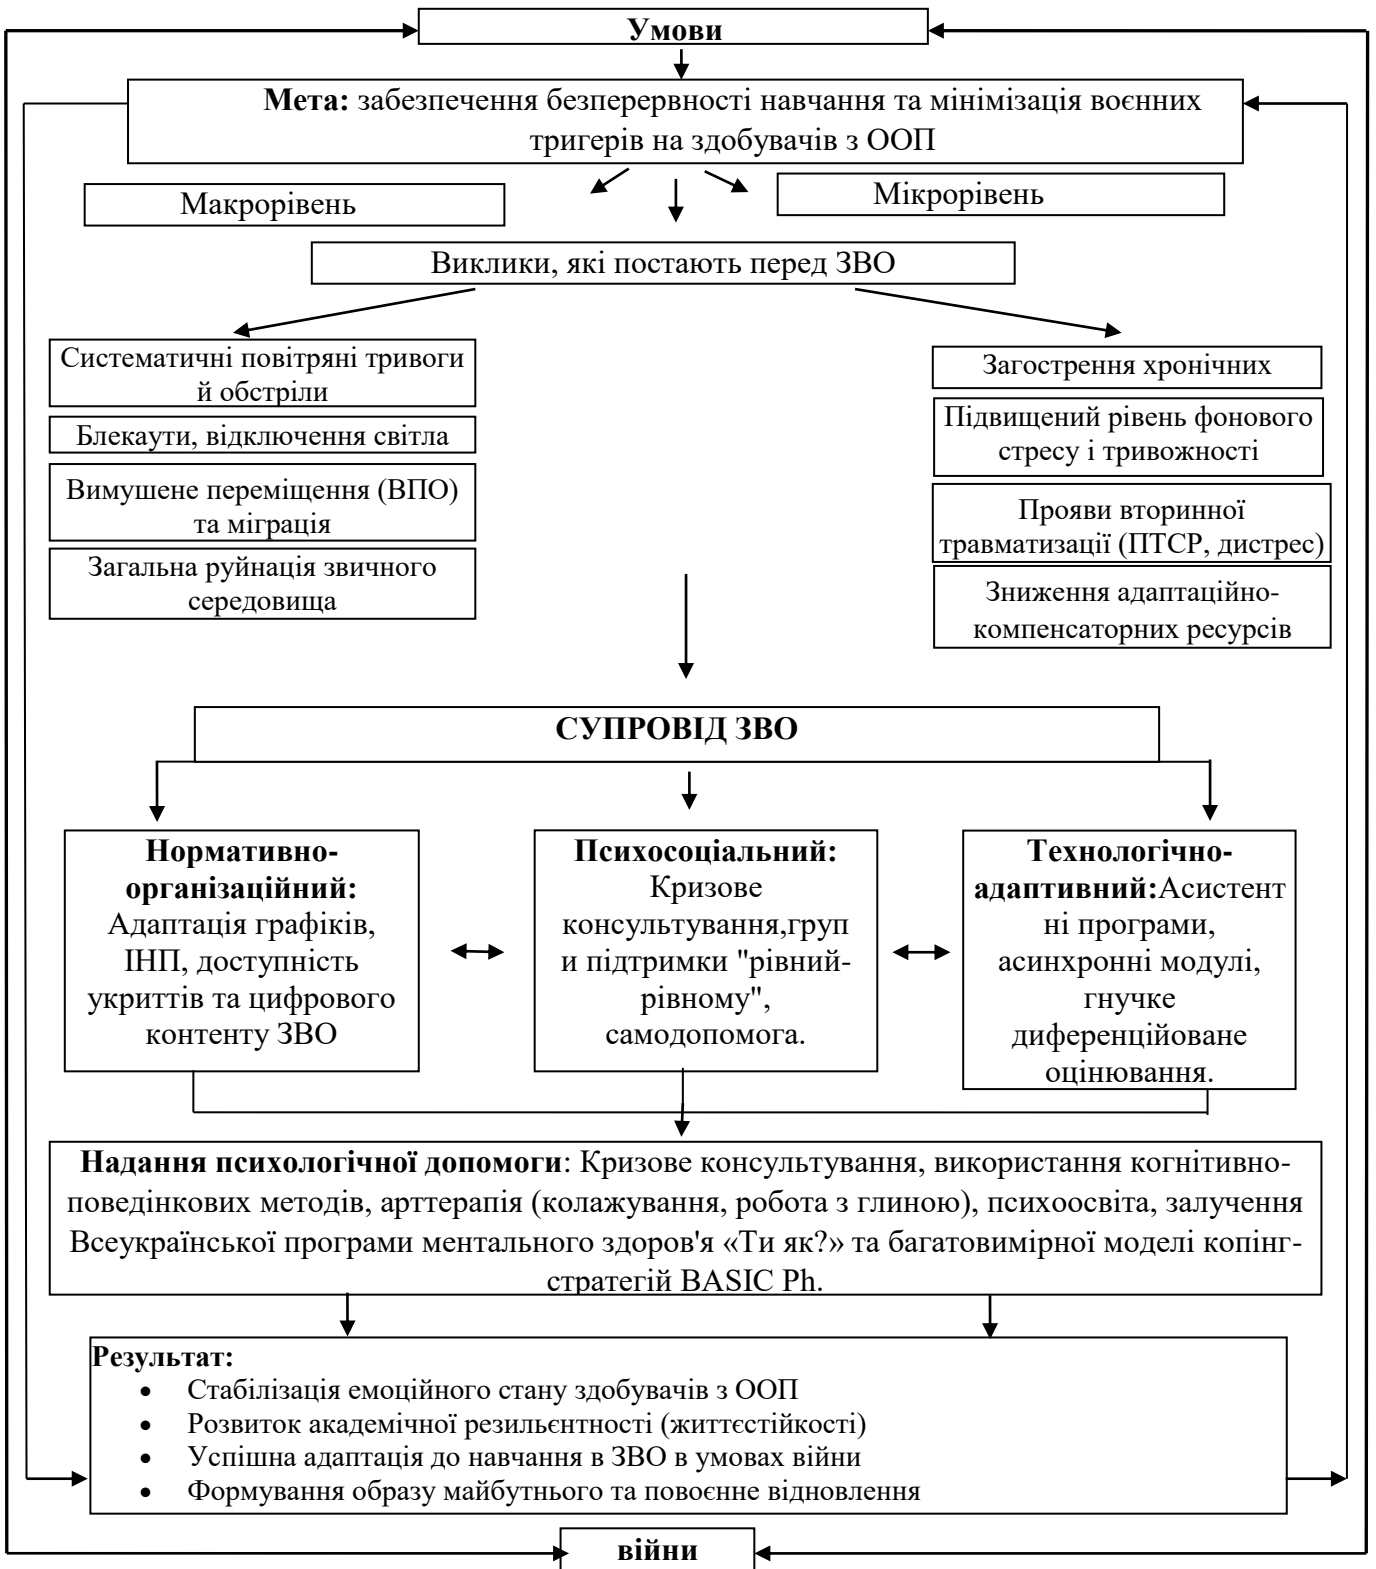 Умови
Мета: забезпечення безперервності навчання та мінімізація воєнних
тригерів на здобувачів з ООП
Макрорівень
Мікрорівень
Виклики, які постають перед ЗВО
Систематичні повітряні тривоги
й обстріли
Блекаути, відключення світла
Вимушене переміщення (ВПО)
та міграція
Загальна руйнація звичного
середовища
Загострення хронічних
Підвищений рівень фонового
стресу і тривожності
Прояви вторинної
травматизації (ПТСР, дистрес)
Зниження адаптаційно-
компенсаторних ресурсів
СУПРОВІД ЗВО
Нормативно-
організаційний:
Адаптація графіків,
ІНП, доступність
укриттів та цифрового
контенту ЗВО
Психосоціальний:
Кризове
консультування,груп
и підтримки "рівний-
рівному",
самодопомога.
Технологічно-
адаптивний:Асистент
ні програми,
асинхронні модулі,
гнучке
диференційоване
оцінювання.
Надання психологічної допомоги: Кризове консультування, використання когнітивно-
поведінкових методів, арттерапія (колажування, робота з глиною), психоосвіта, залучення
Всеукраїнської програми ментального здоров'я «Ти як?» та багатовимірної моделі копінг-
стратегій BASIC Ph.
Результат:
• Стабілізація емоційного стану здобувачів з ООП
• Розвиток академічної резильєнтності (життєстійкості)
• Успішна адаптація до навчання в ЗВО в умовах війни
• Формування образу майбутнього та повоєнне відновлення
війни